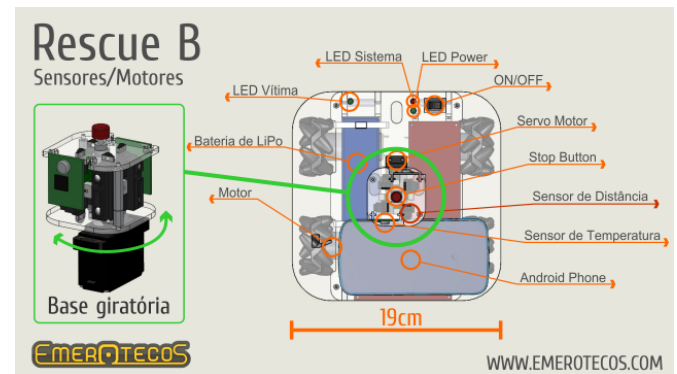 Rescue B
Sensores/Motores
LED Sistema
LED Power
ON/OFF
LED Vítima
Servo Motor
Bateria de LiPo
Stop Button
Motor
Sensor de Distância
Sensor de Temperatura
Android Phone
Base giratória
19cm
EMEROTECOS
WWW.EMEROTECOS.COM